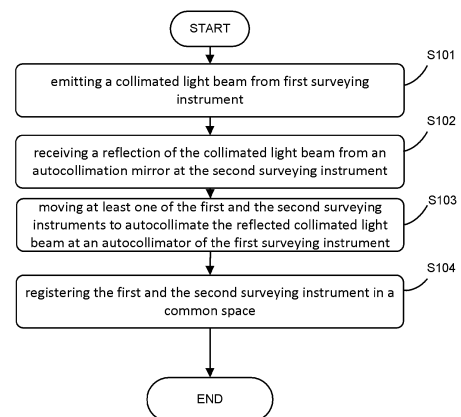 START
S101
emitting a collimated light beam from first surveying
instrument
S102
receiving a reflection of the collimated light beam from an
autocollimation mirror at the second surveying instrument
S103
moving at least one of the first and the second surveying
instruments to autocollimate the reflected collimated light
beam at an autocollimator of the first surveying instrument
S104
registering the first and the second surveying instrument in a
common space
END